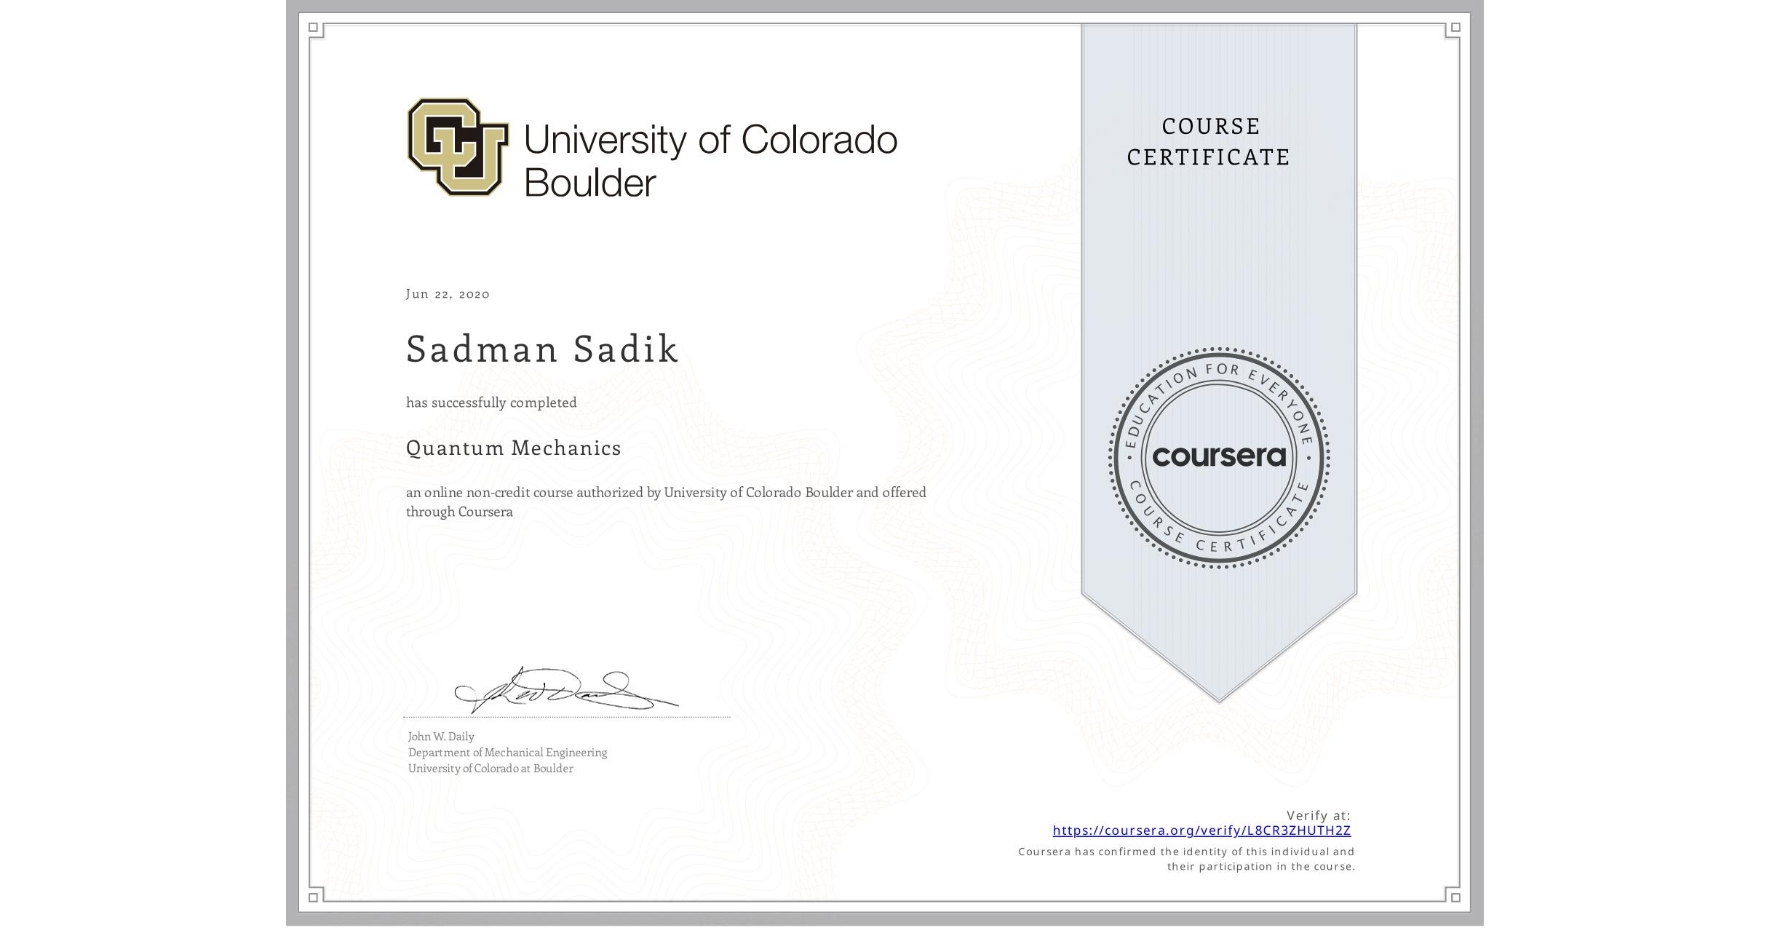 CU
University of Colorado
Boulder
COURSE
CERTIFICATE
Jun 22, 2020
Sadman Sadik
has successfully completed
Quantum Mechanics
an online non-credit course authorized by University of Colorado Boulder and offered
through Coursera
EDUCATION FOR EVERYONE
coursera
COURSE CERTIFICATE
John W. Daily
Department of Mechanical Engineering
University of Colorado at Boulder
Verify at:
https://coursera.org/verify/L8CR3ZHUTH2Z
Coursera has confirmed the identity of this individual and
their participation in the course.